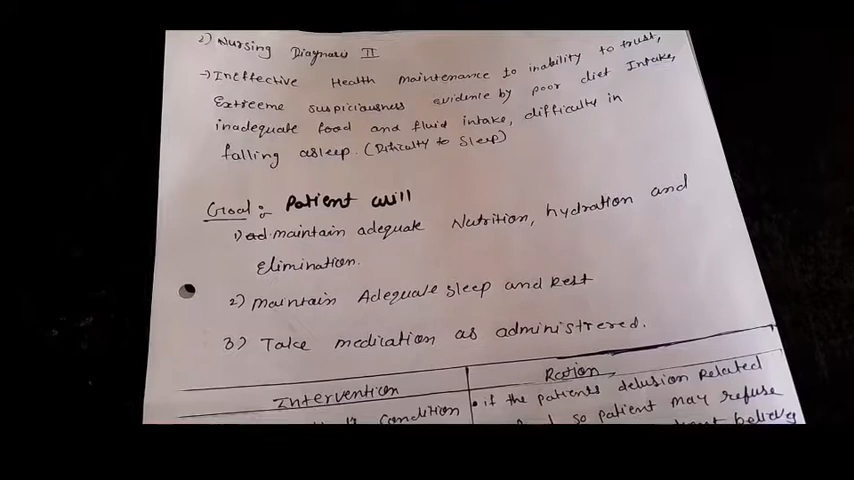 2) Nursing Diagnosis II
→ Ineffective Health maintenance to inability to trust,
Extreeme suspiciousness evidence by poor diet Intake,
inadequate food and fluid intake, difficulty in
falling asleep. (Dificulty to Sleep)
Goal:- Patient will
1) maintain adequate Nutrition, hydration and
elimination.
2) maintain Adequate sleep and Rest
3) Take medication as administrered.
Intervention
Ration
Condition
• if the patients delusion Related
so patient may refuse
believing